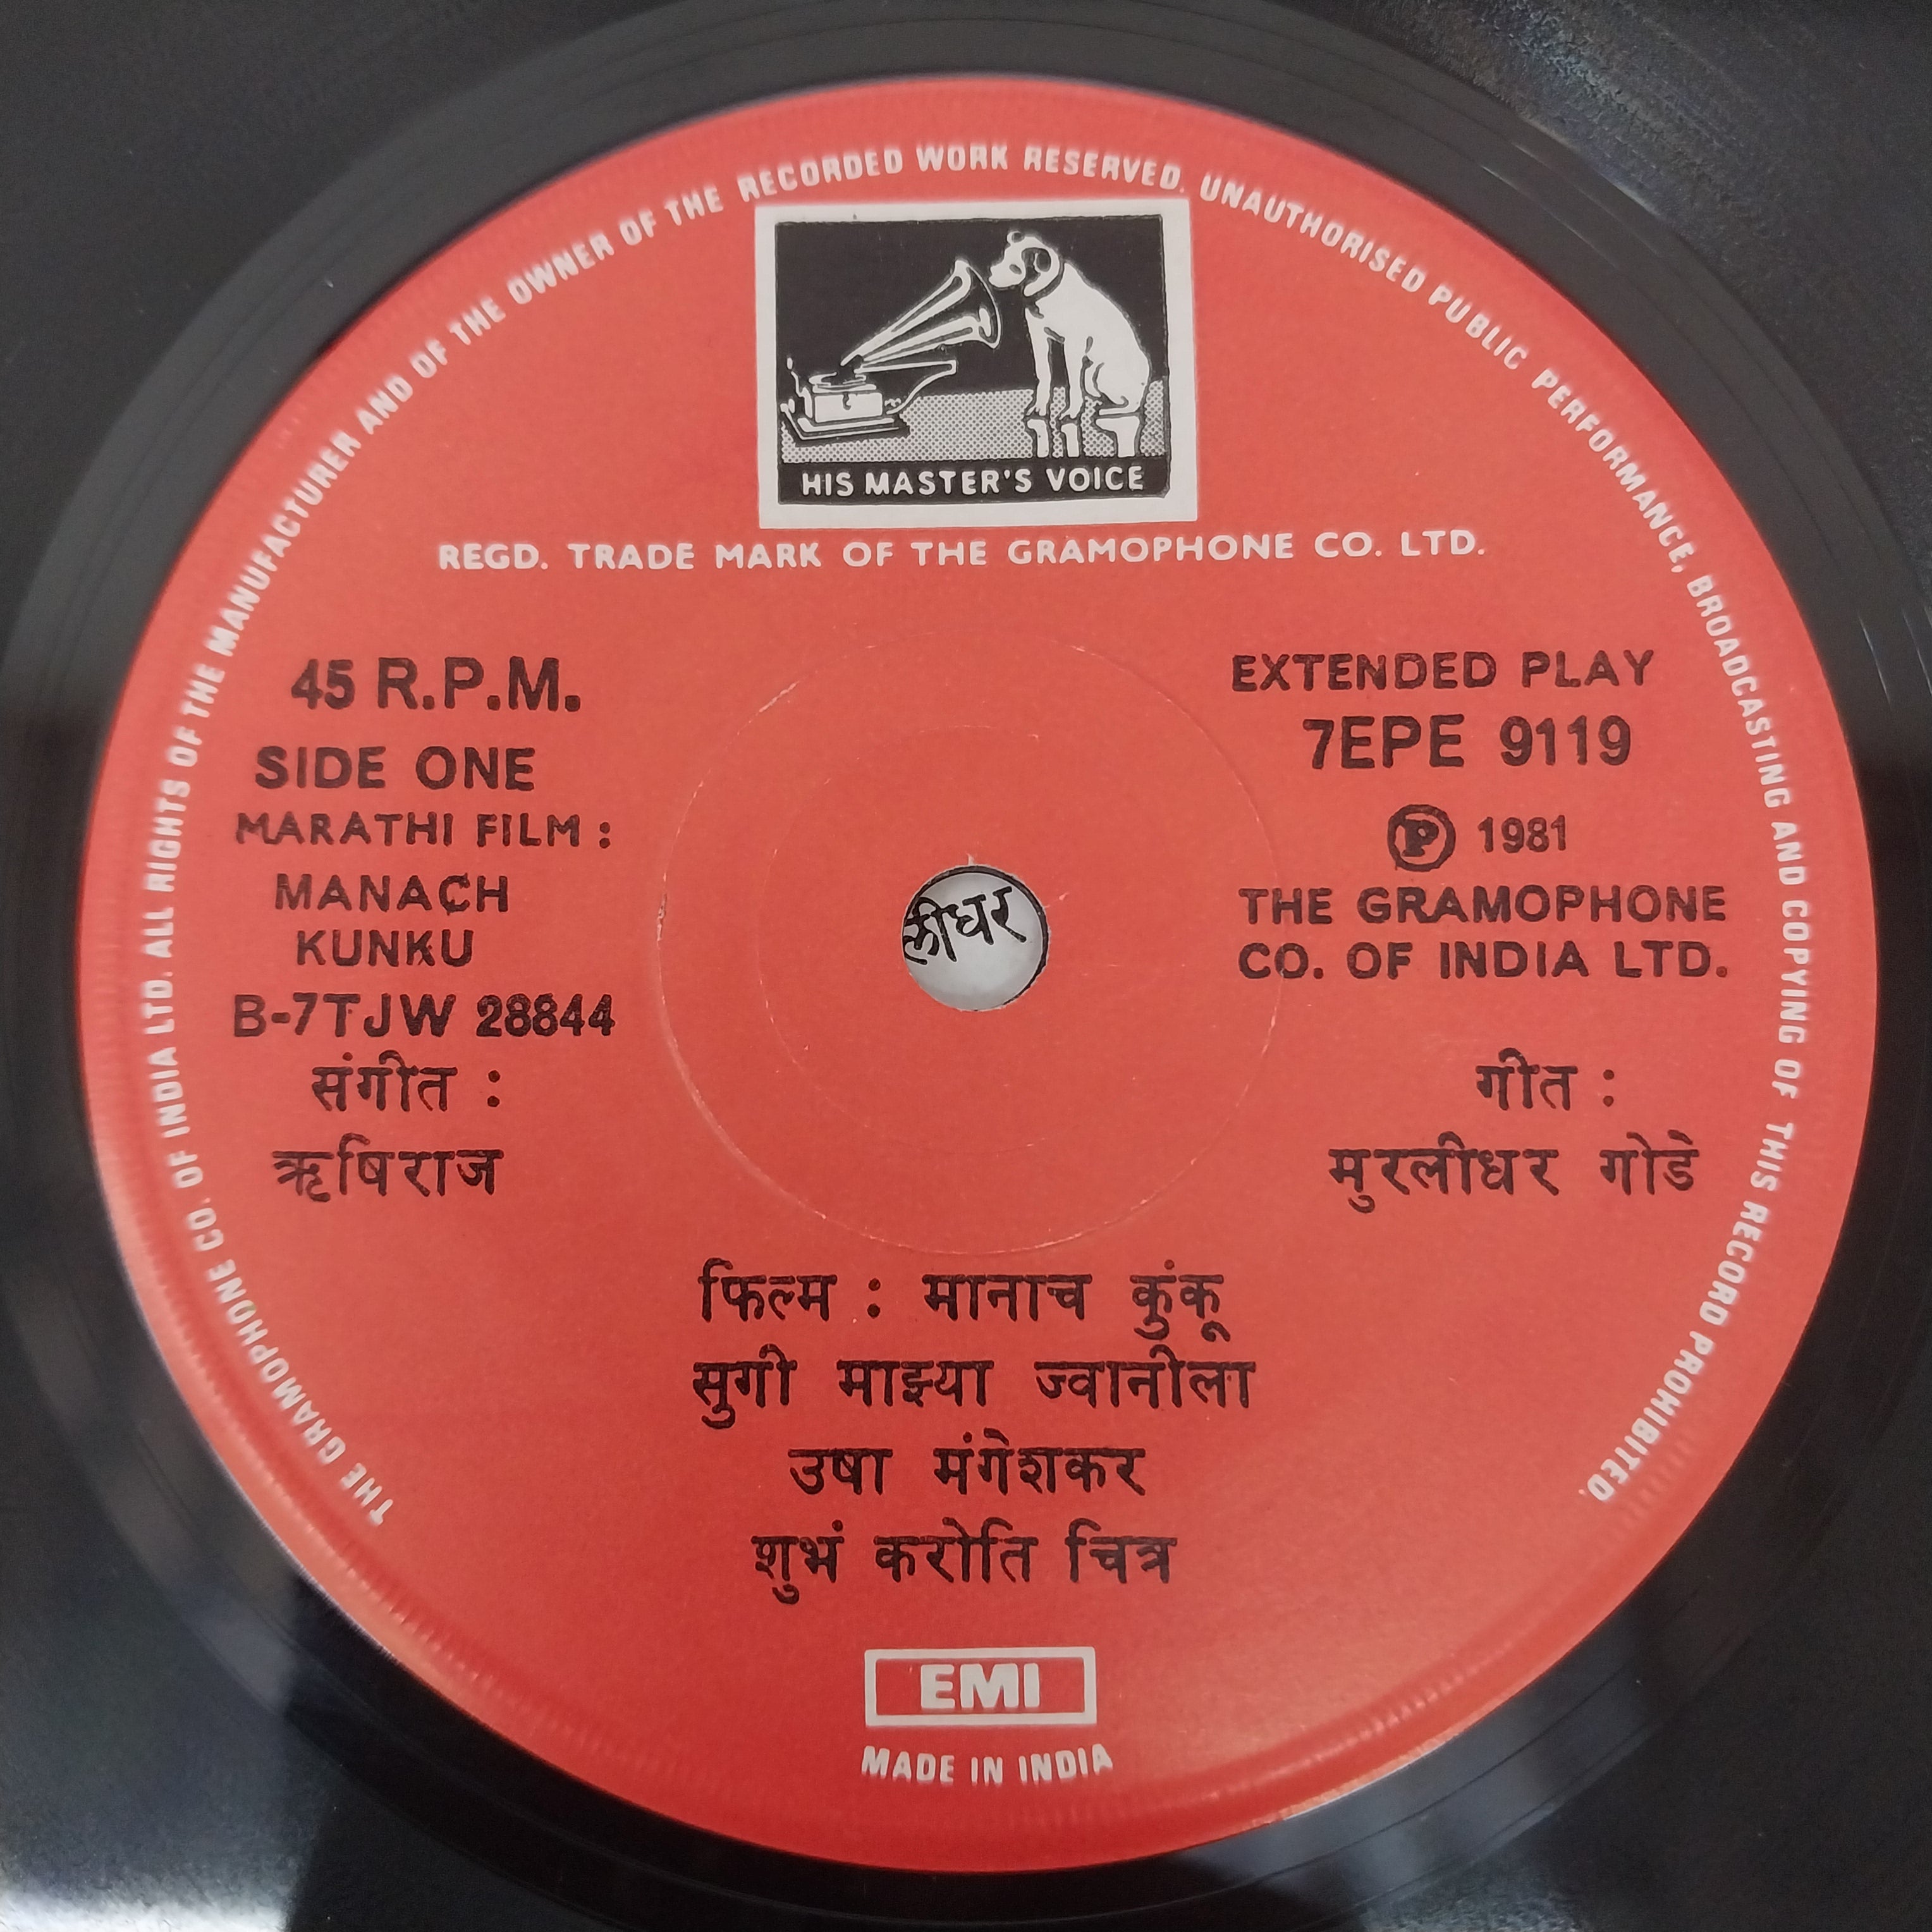 THE GRAMOPHONE CO. OF INDIA LTD. ALL RIGHTS OF THE MANUFACTURER AND OF THE OWNER OF THE RECORDED WORK RESERVED. UNAUTHORISED PUBLIC PERFORMANCE, BROADCASTING AND COPYING OF THIS RECORD PROHIBITED.
HIS MASTER'S VOICE
REGD. TRADE MARK OF THE GRAMOPHONE CO. LTD.
45 R.P.M.
SIDE ONE
MARATHI FILM :
MANACH
KUNKU
B-7TJW 28844
संगीत :
ऋषिराज
EXTENDED PLAY
7EPE 9119
Ⓟ 1981
THE GRAMOPHONE
CO. OF INDIA LTD.
गीत :
मुरलीधर गोडे
लीधर
फिल्म : मानाच कुंकू
सुगी माझ्या ज्वानीला
उषा मंगेशकर
शुभं करोति चित्र
EMI
MADE IN INDIA